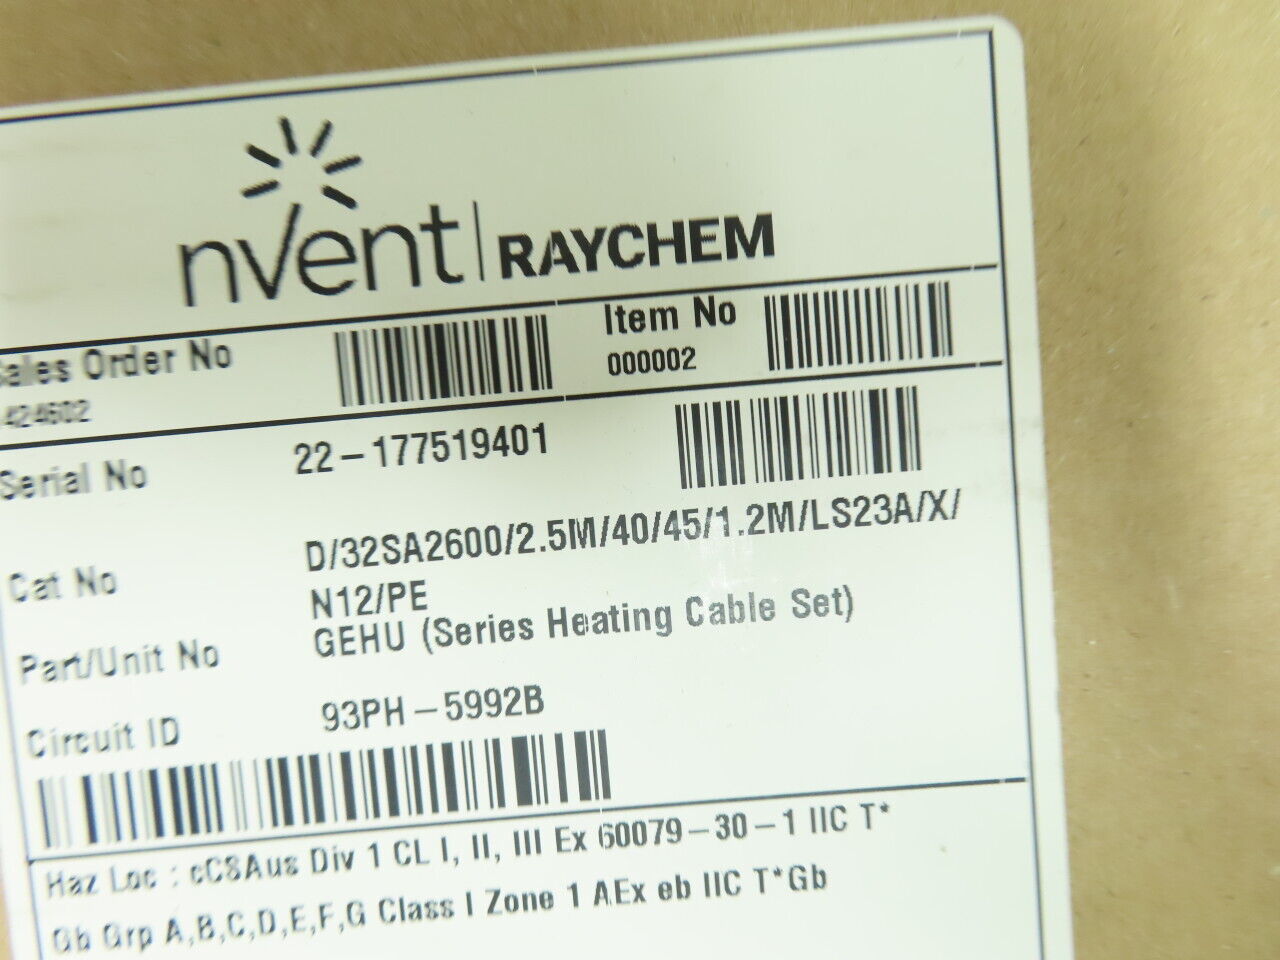 nvent | RAYCHEM
Sales Order No
424602
Item No
000002
Serial No 22-177519401
Cat No D/32SA2600/2.5M/40/45/1.2M/LS23A/X/
N12/PE
Part/Unit No GEHU (Series Heating Cable Set)
Circuit ID 93PH-5992B
Haz Loc : cCSAus Div 1 CL I, II, III Ex 60079-30-1 IIC T*
Gb Grp A,B,C,D,E,F,G Class I Zone 1 AEx eb IIC T*Gb